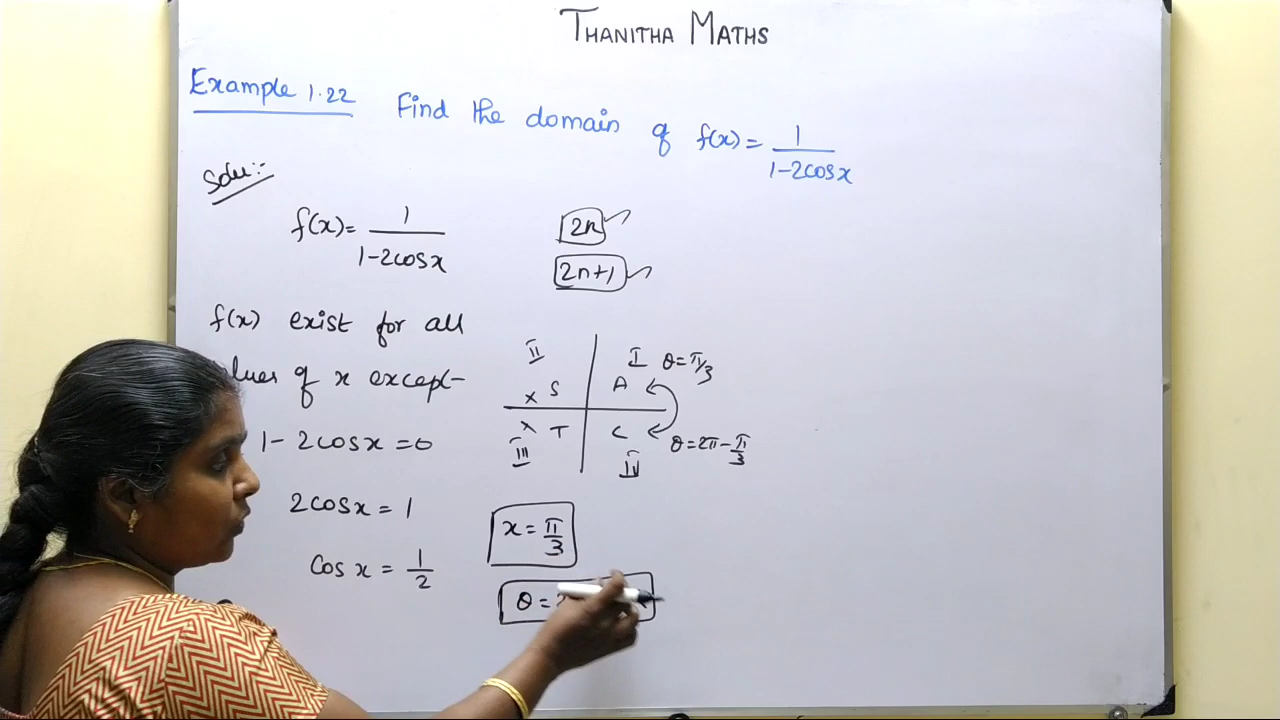 THANITHA MATHS
Example 1.22 Find the domain of f(x) = 1/(1-2cosx)
Solu:-
f(x) = 1/(1-2cosx)
2n
2n+1
f(x) exist for all
of x except-
1-2cosx = 0
2cosx = 1
cos x = 1/2
II I θ=π/3
x S A
x T C
III IV θ=2π-π/3
x = π/3
θ =